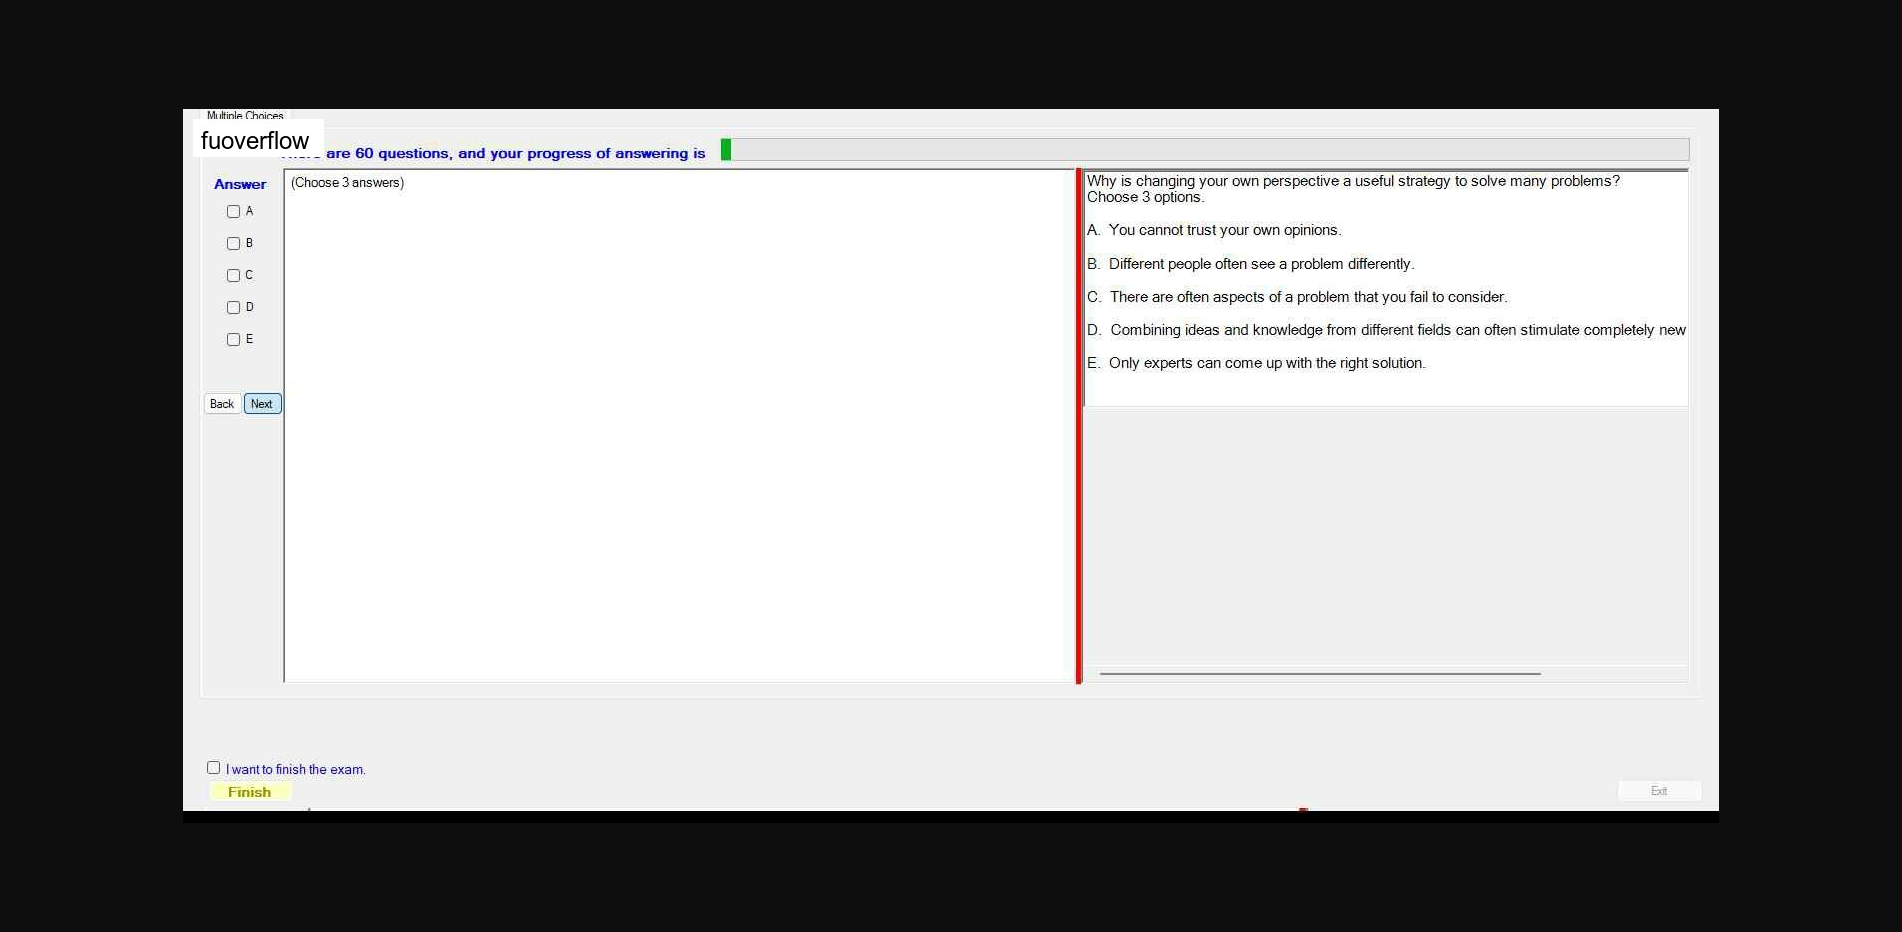 Multiple Choices
fuoverflow
are 60 questions, and your progress of answering is
Answer
(Choose 3 answers)
A
B
C
D
E
Back Next
Why is changing your own perspective a useful strategy to solve many problems?
Choose 3 options.
A. You cannot trust your own opinions.
B. Different people often see a problem differently.
C. There are often aspects of a problem that you fail to consider.
D. Combining ideas and knowledge from different fields can often stimulate completely new
E. Only experts can come up with the right solution.
I want to finish the exam.
Finish
Exit